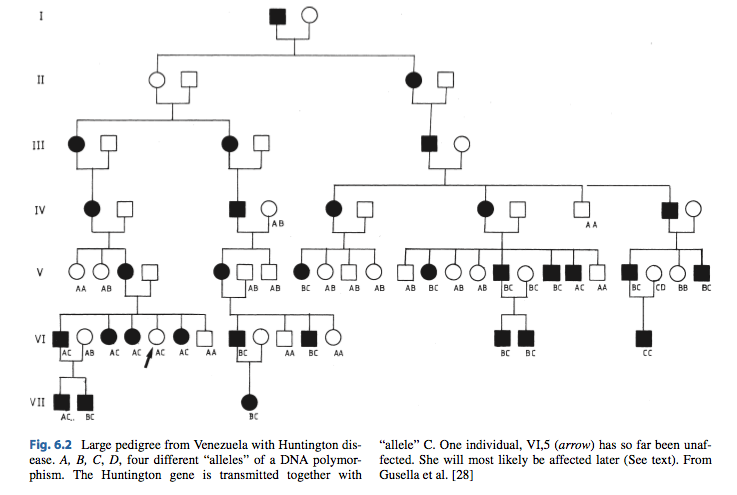 I
II
III
IV
AB
AA
V
AA AB AB AB BC AB AB AB AB BC AB AB BC BC BC AC AA BC CD BB BC
VI
AC AB AC AC AC AC AA BC AA BC AA BC BC CC
VII
AC BC BC
Fig. 6.2 Large pedigree from Venezuela with Huntington dis-
ease. A, B, C, D, four different “alleles” of a DNA polymor-
phism. The Huntington gene is transmitted together with
“allele” C. One individual, VI,5 (arrow) has so far been unaf-
fected. She will most likely be affected later (See text). From
Gusella et al. [28]